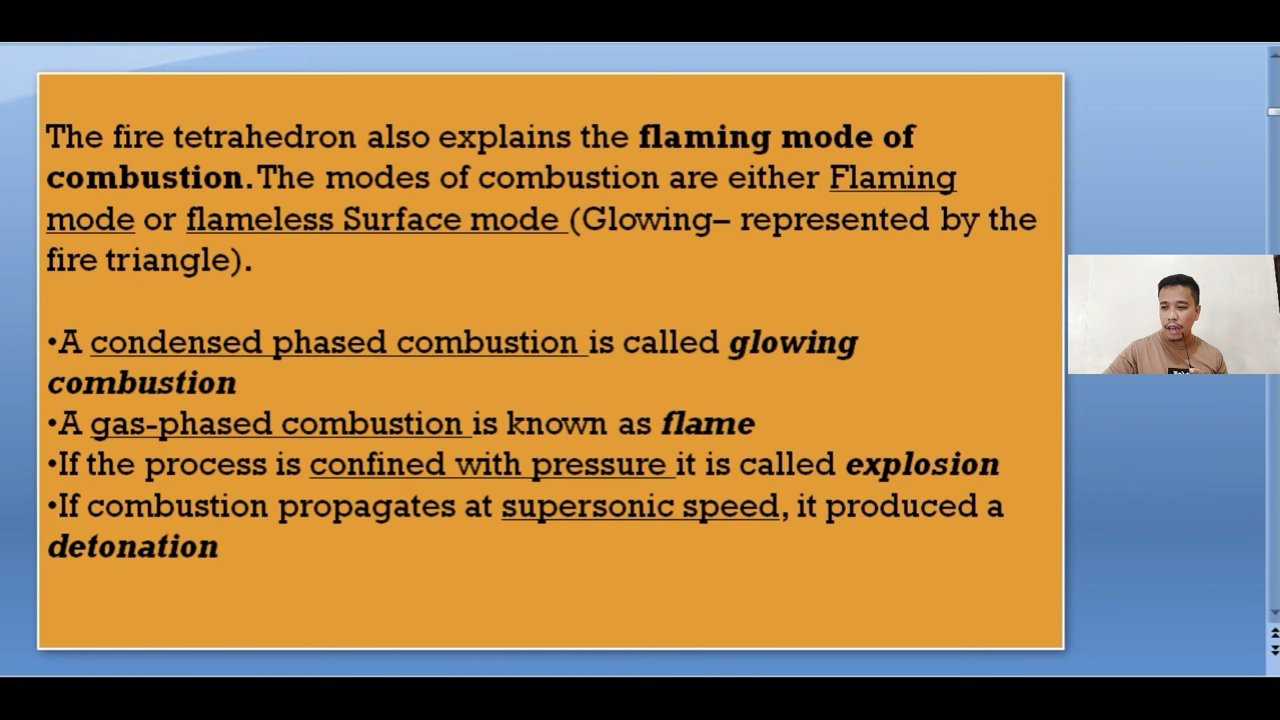 The fire tetrahedron also explains the flaming mode of
combustion.The modes of combustion are either Flaming
mode or flameless Surface mode (Glowing– represented by the
fire triangle).
•A condensed phased combustion is called glowing
combustion
•A gas-phased combustion is known as flame
•If the process is confined with pressure it is called explosion
•If combustion propagates at supersonic speed, it produced a
detonation